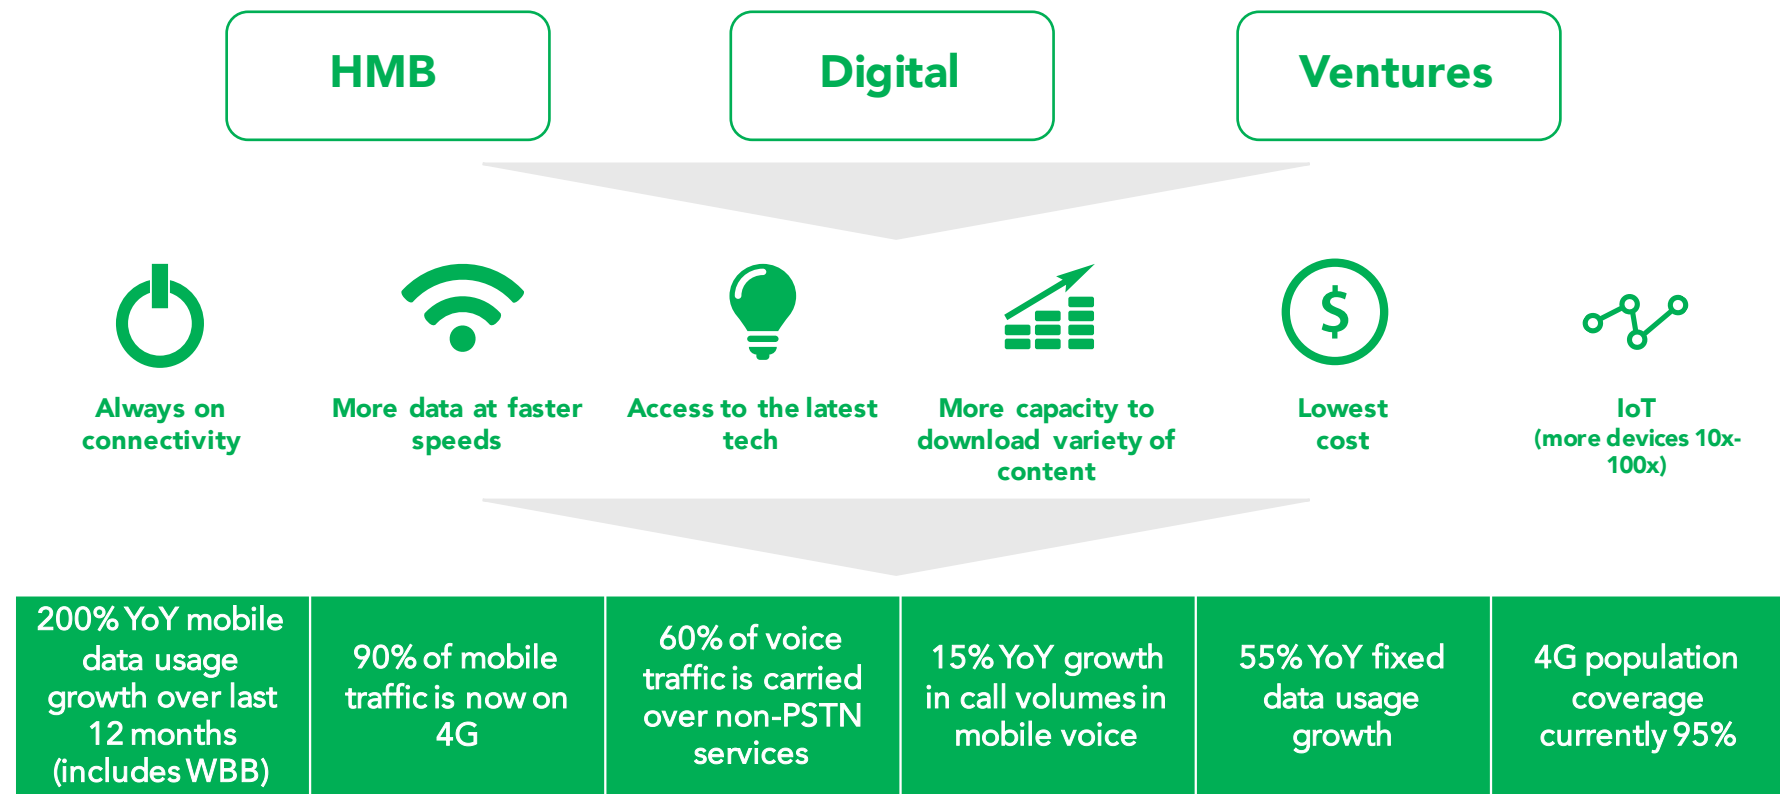 HMB
Digital
Ventures
Always on
connectivity
More data at faster
speeds
Access to the latest
tech
More capacity to
download variety of
content
$
Lowest
cost
IoT
(more devices 10x-
100x)
200% YoY mobile
data usage
growth over last
12 months
(includes WBB)
90% of mobile
traffic is now on
4G
60% of voice
traffic is carried
over non-PSTN
services
15% YoY growth
in call volumes in
mobile voice
55% YoY fixed
data usage
growth
4G population
coverage
currently 95%